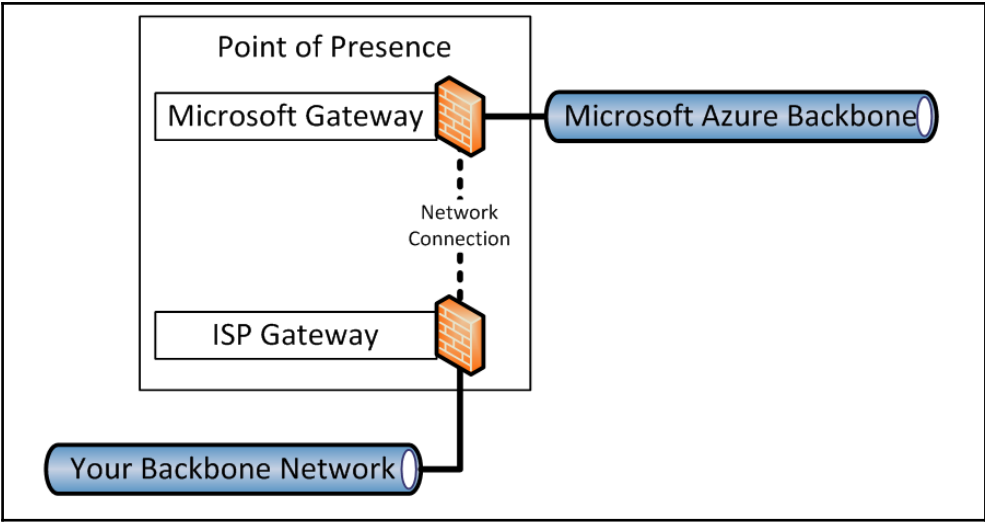 Point of Presence
Microsoft Gateway
Microsoft Azure Backbone
Network
Connection
ISP Gateway
Your Backbone Network